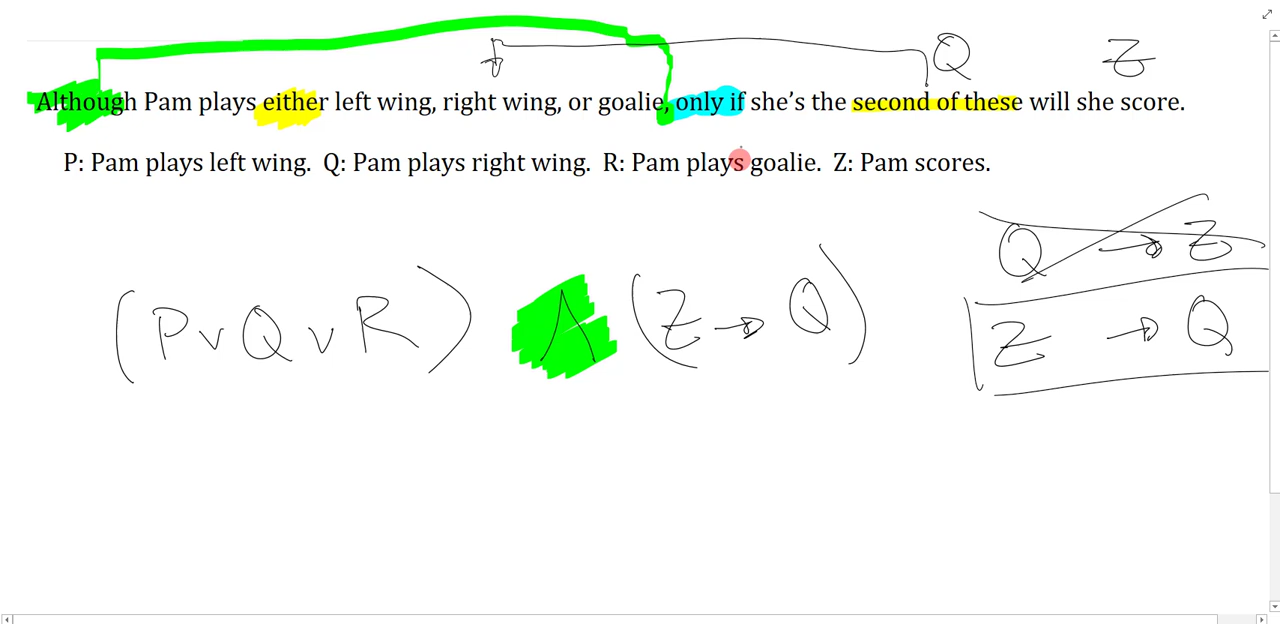 Q Z
Although Pam plays either left wing, right wing, or goalie, only if she’s the second of these will she score.
P: Pam plays left wing. Q: Pam plays right wing. R: Pam plays goalie. Z: Pam scores.
Q → Z
(P ∨ Q ∨ R) ∧ (Z → Q)
Z → Q